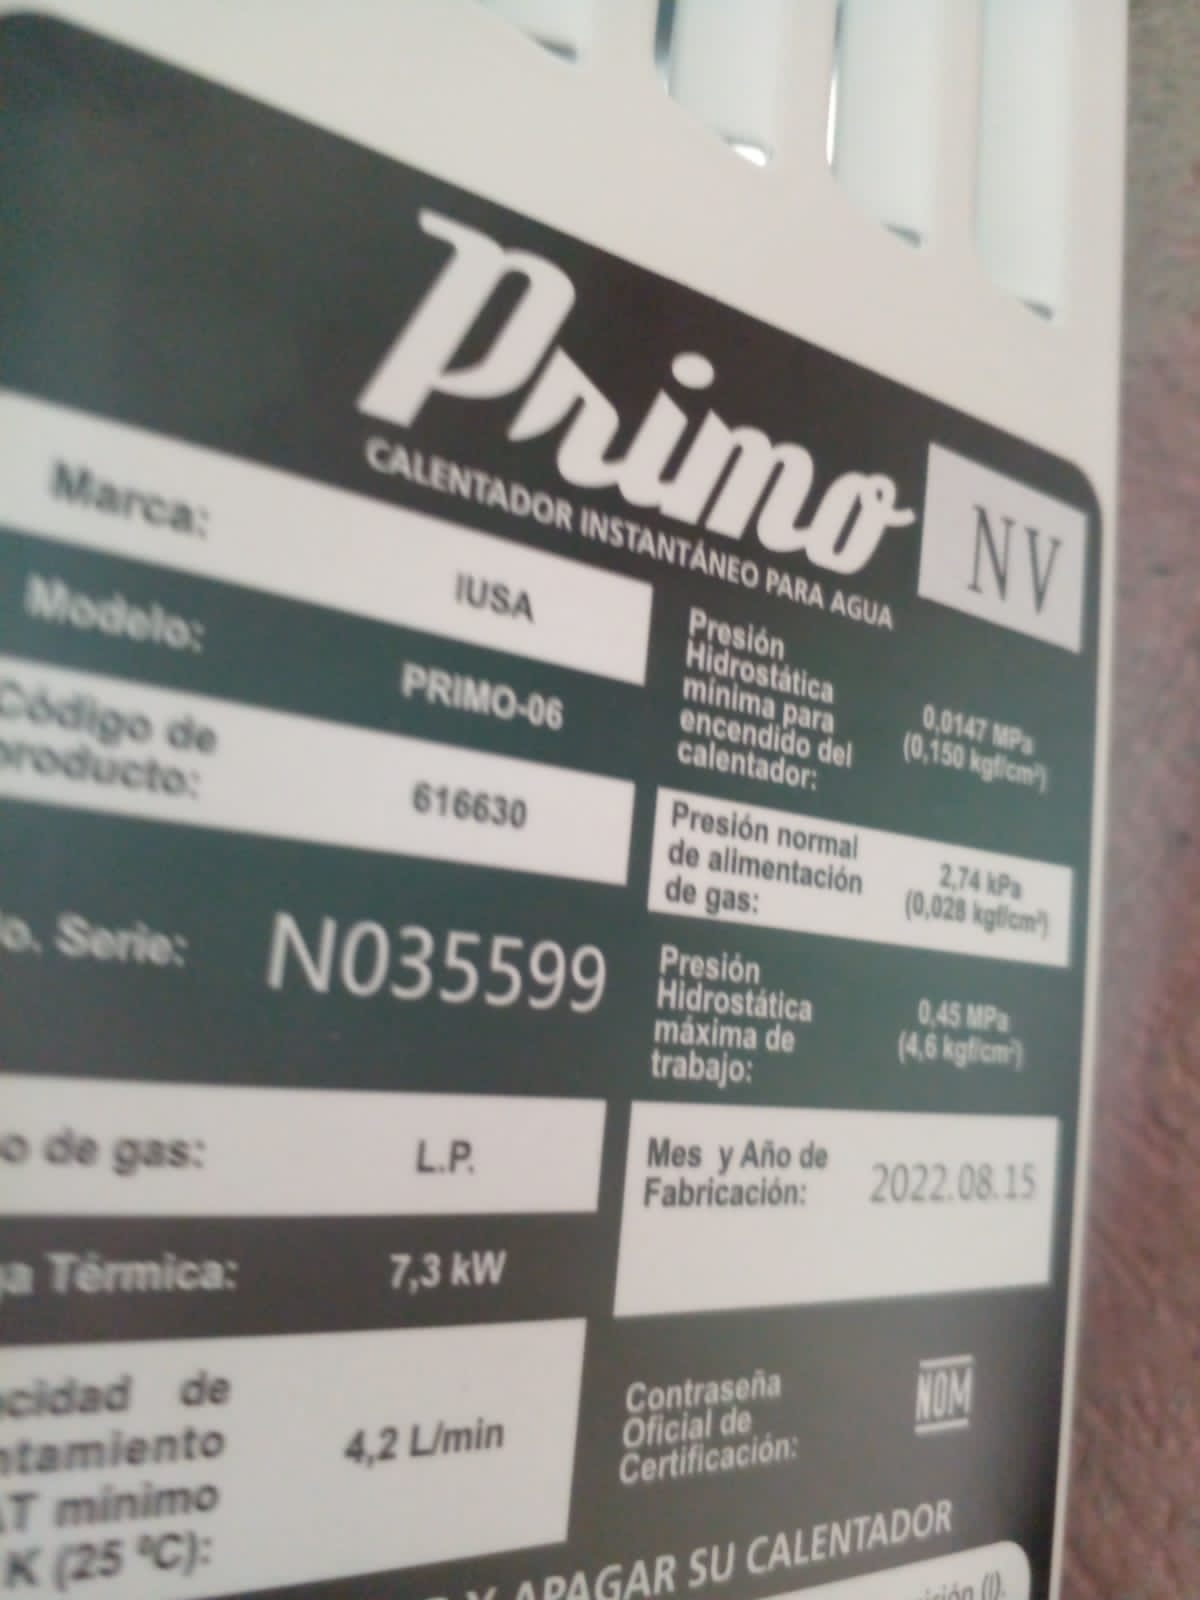 Primo
CALENTADOR INSTANTÁNEO PARA AGUA
NV
Marca:
IUSA
Modelo:
PRIMO-06
Código de
producto:
616630
o. Serie:
N035599
o de gas:
L.P.
a Térmica:
7,3 kW
cidad de
ntamiento
ΔT mínimo
K (25 °C):
4,2 L/min
Presión
Hidrostática
mínima para
encendido del
calentador:
0,0147 MPa
(0,150 kgf/cm²)
Presión normal
de alimentación
de gas:
2,74 kPa
(0,028 kgf/cm²)
Presión
Hidrostática
máxima de
trabajo:
0,45 MPa
(4,6 kgf/cm²)
Mes y Año de
Fabricación:
2022.08.15
Contraseña
Oficial de
Certificación:
NOM
Y APAGAR SU CALENTADOR
(I).